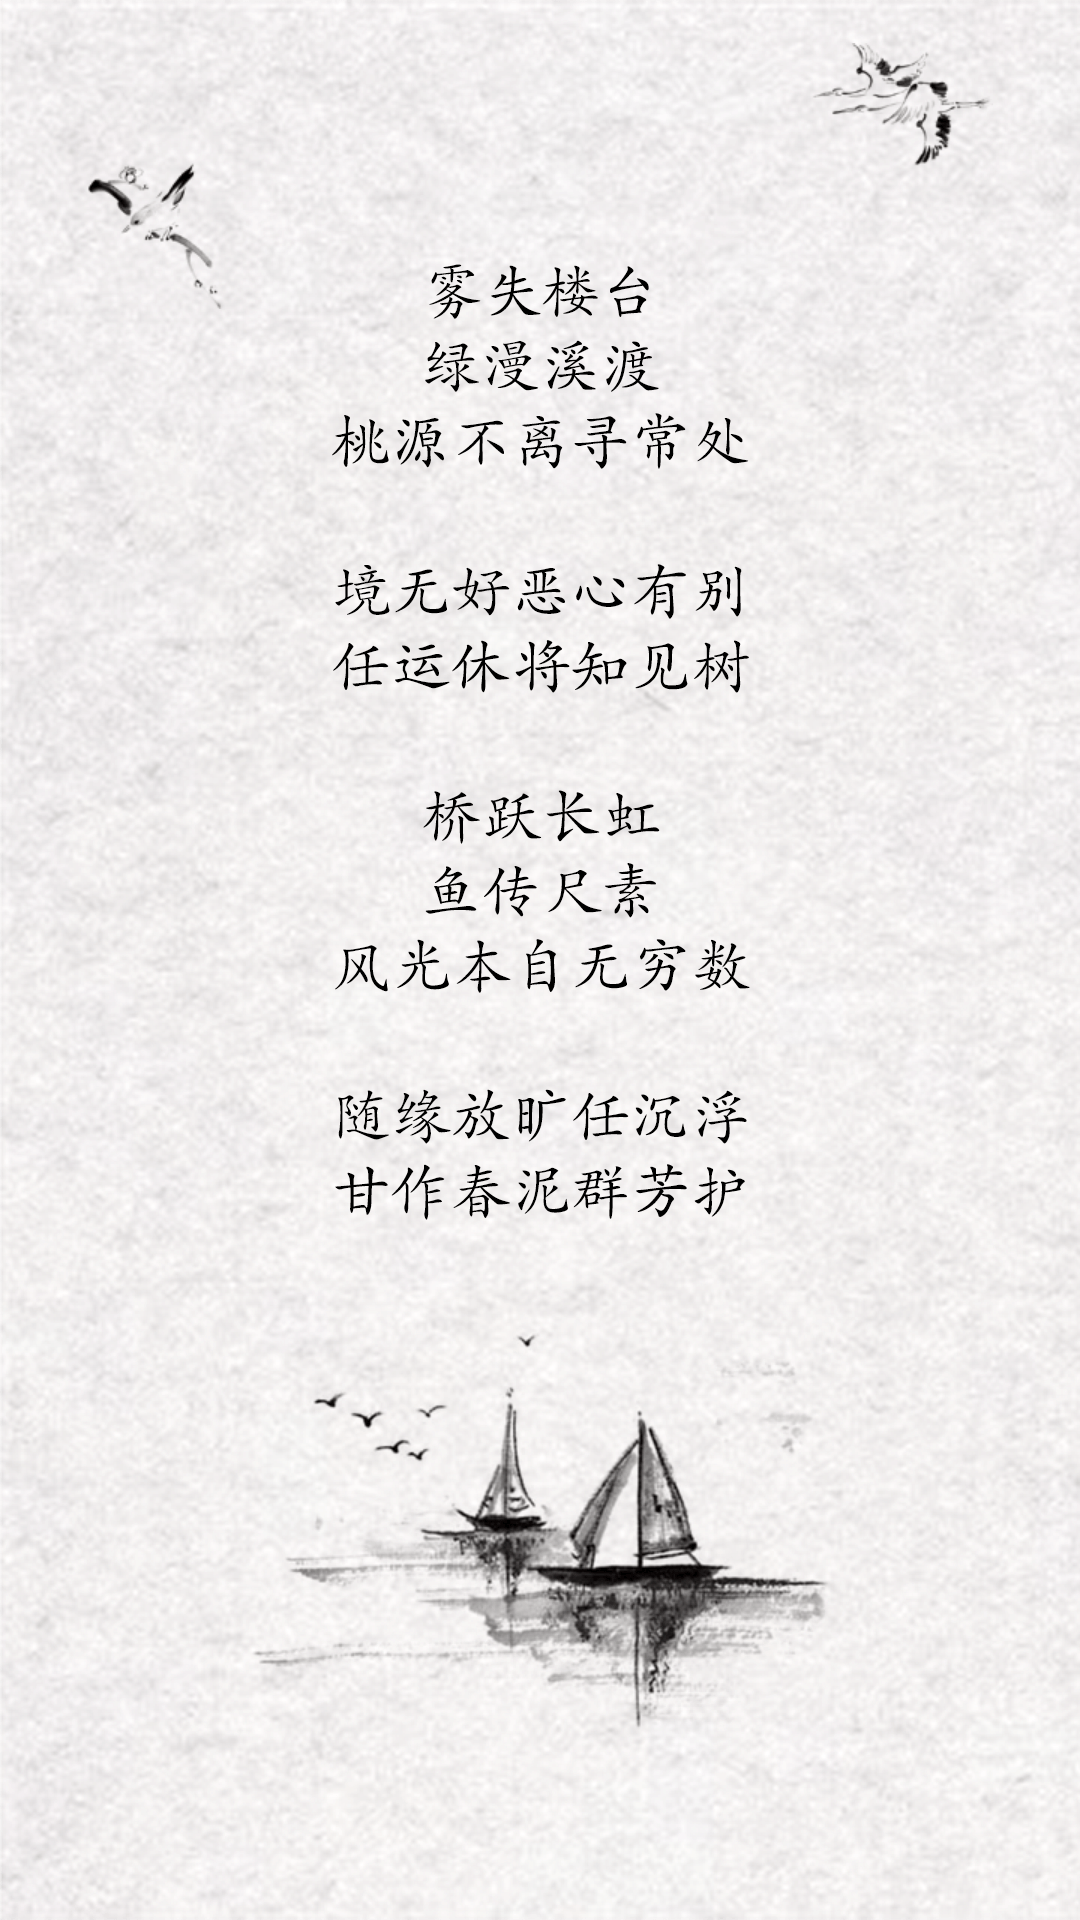 雾失楼台
绿漫溪渡
桃源不离寻常处
境无好恶心有别
任运休将知见树
桥跃长虹
鱼传尺素
风光本自无穷数
随缘放旷任沉浮
甘作春泥群芳护